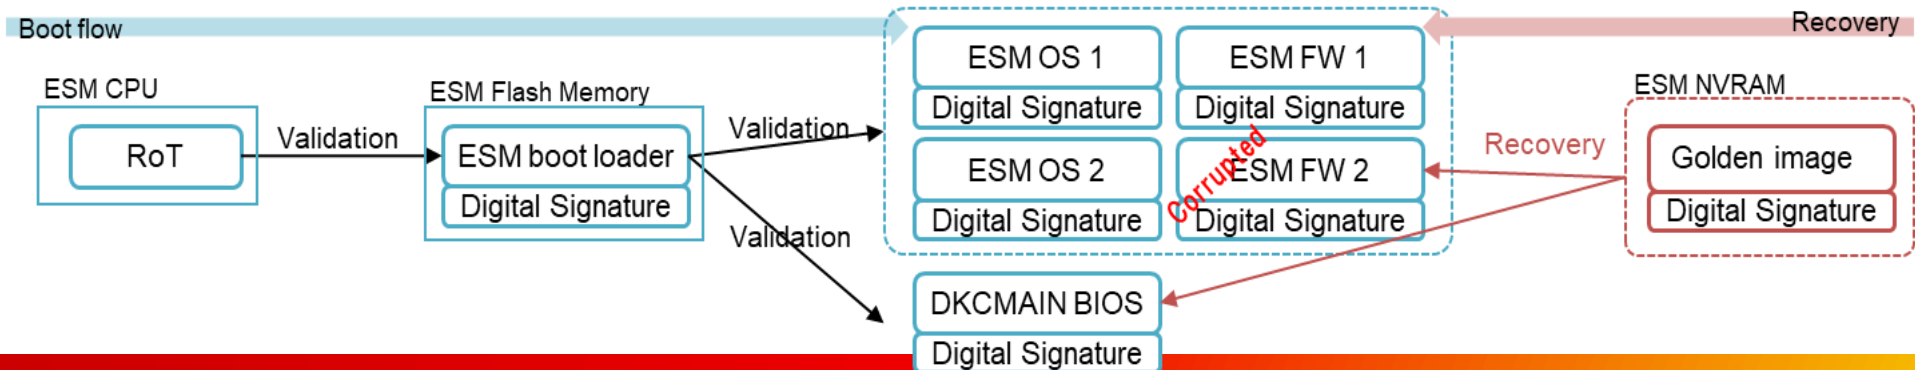 Boot flow
Recovery
ESM CPU
RoT
Validation
ESM Flash Memory
ESM boot loader
Digital Signature
Validation
Validation
ESM OS 1
Digital Signature
ESM FW 1
Digital Signature
ESM OS 2
Digital Signature
ESM FW 2
Digital Signature
Corrupted
DKCMAIN BIOS
Digital Signature
Recovery
ESM NVRAM
Golden image
Digital Signature